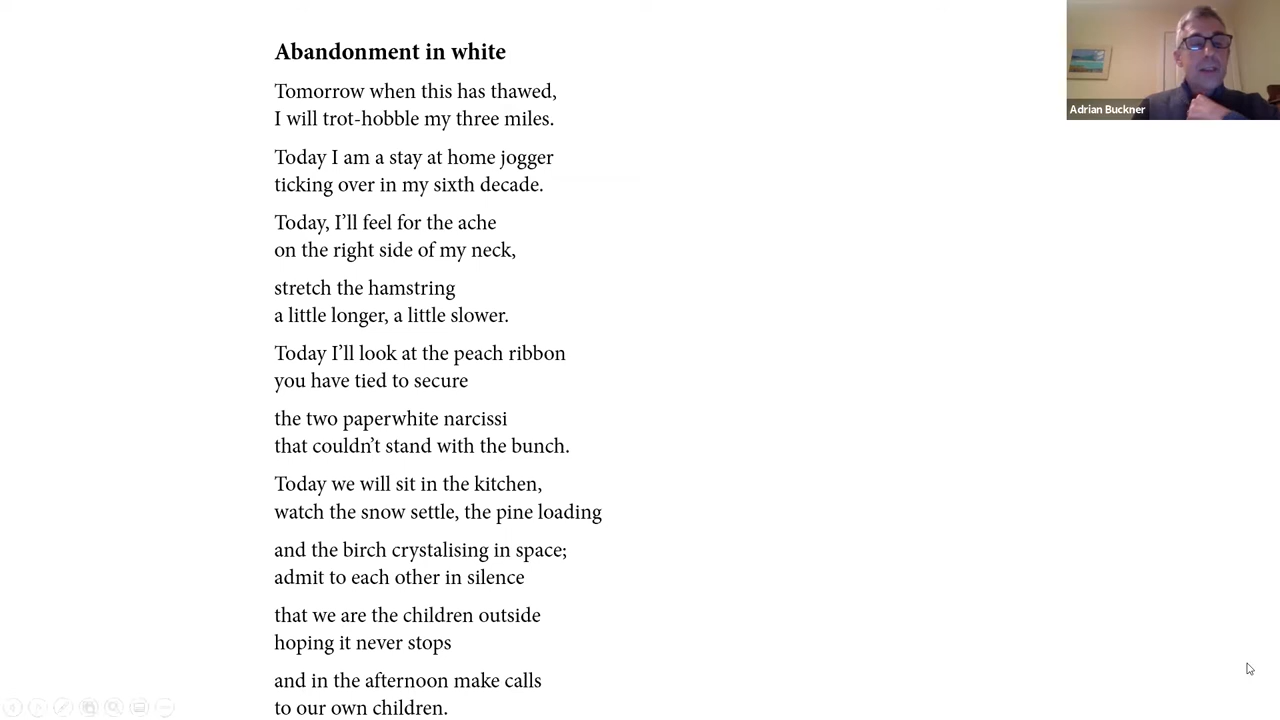 Abandonment in white
Tomorrow when this has thawed,
I will trot-hobble my three miles.
Today I am a stay at home jogger
ticking over in my sixth decade.
Today, I’ll feel for the ache
on the right side of my neck,
stretch the hamstring
a little longer, a little slower.
Today I’ll look at the peach ribbon
you have tied to secure
the two paperwhite narcissi
that couldn’t stand with the bunch.
Today we will sit in the kitchen,
watch the snow settle, the pine loading
and the birch crystalising in space;
admit to each other in silence
that we are the children outside
hoping it never stops
and in the afternoon make calls
to our own children.
Adrian Buckner